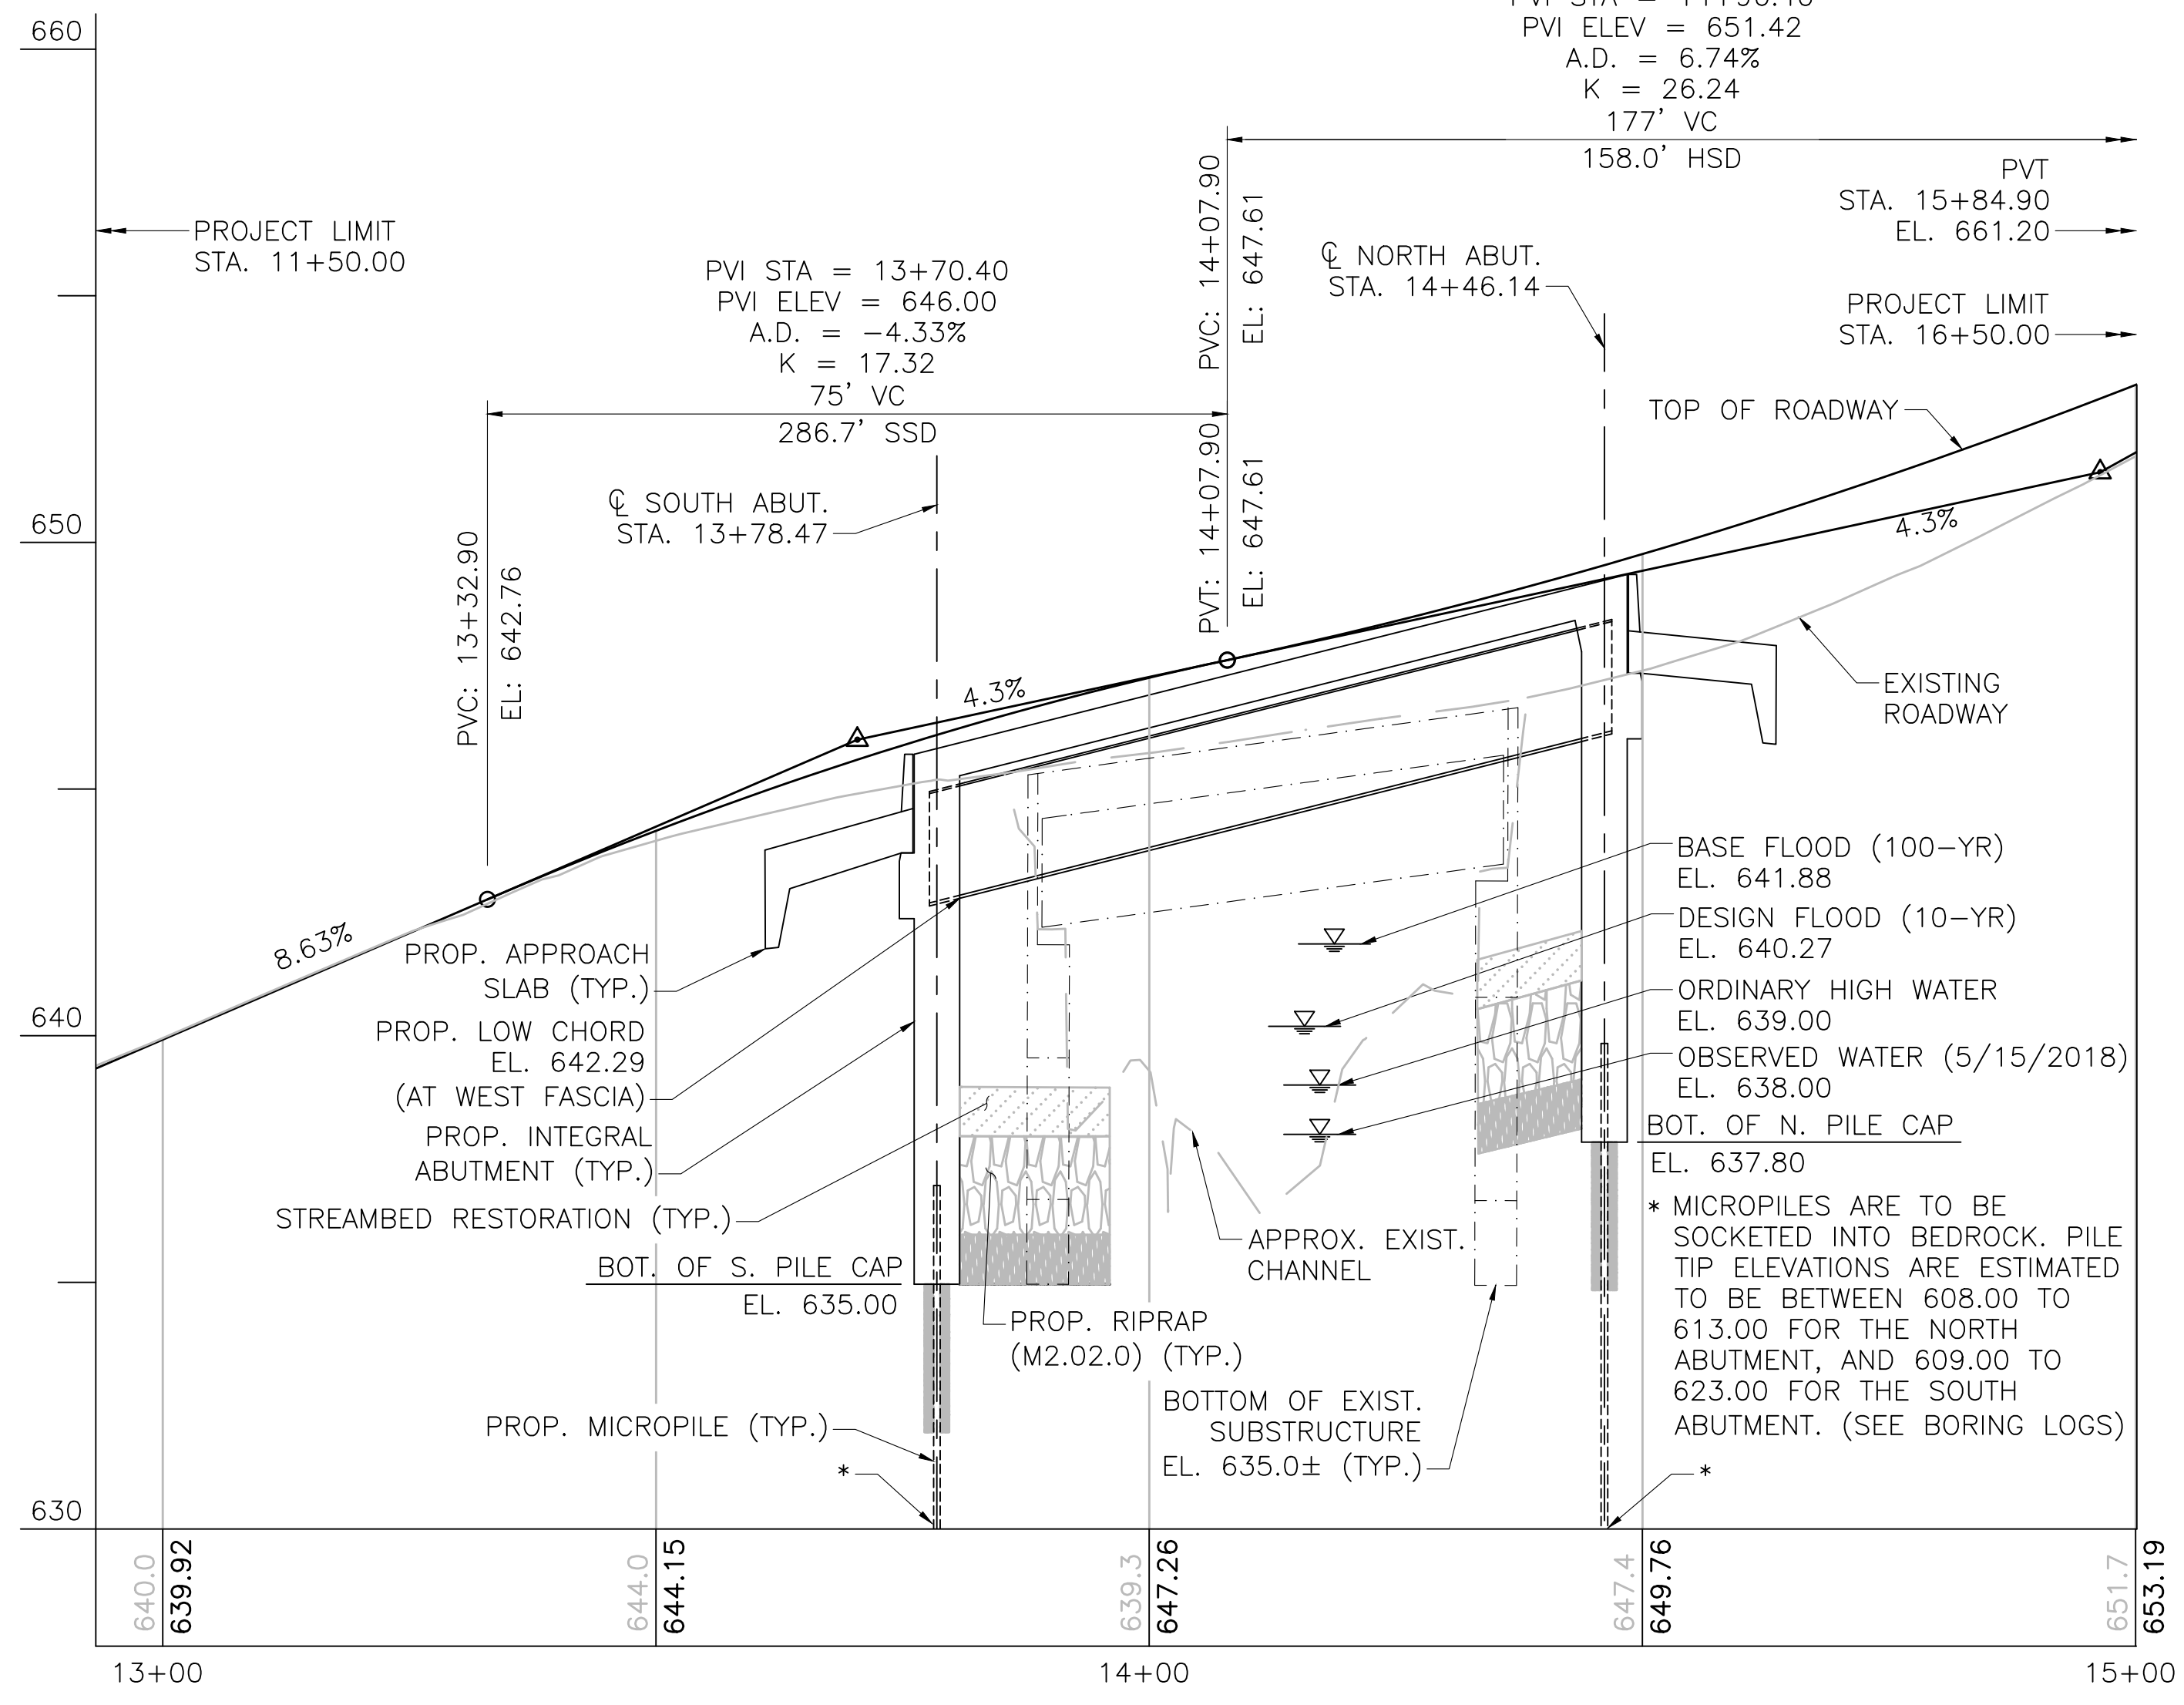 PVI ELEV = 651.42
A.D. = 6.74%
K = 26.24
177' VC
158.0' HSD
660
PROJECT LIMIT
STA. 11+50.00
PVI STA = 13+70.40
PVI ELEV = 646.00
A.D. = -4.33%
K = 17.32
75' VC
286.7' SSD
PVC: 14+07.90
EL: 647.61
℄ NORTH ABUT.
STA. 14+46.14
PVT
STA. 15+84.90
EL. 661.20
PROJECT LIMIT
STA. 16+50.00
TOP OF ROADWAY
650
℄ SOUTH ABUT.
STA. 13+78.47
PVC: 13+32.90
EL: 642.76
PVT: 14+07.90
EL: 647.61
4.3%
4.3%
8.63%
EXISTING
ROADWAY
BASE FLOOD (100-YR)
EL. 641.88
DESIGN FLOOD (10-YR)
EL. 640.27
ORDINARY HIGH WATER
EL. 639.00
OBSERVED WATER (5/15/2018)
EL. 638.00
BOT. OF N. PILE CAP
EL. 637.80
640
PROP. APPROACH
SLAB (TYP.)
PROP. LOW CHORD
EL. 642.29
(AT WEST FASCIA)
PROP. INTEGRAL
ABUTMENT (TYP.)
STREAMBED RESTORATION (TYP.)
BOT. OF S. PILE CAP
EL. 635.00
APPROX. EXIST.
CHANNEL
PROP. RIPRAP
(M2.02.0) (TYP.)
BOTTOM OF EXIST.
SUBSTRUCTURE
EL. 635.0± (TYP.)
PROP. MICROPILE (TYP.)
*
*
* MICROPILES ARE TO BE
SOCKETED INTO BEDROCK. PILE
TIP ELEVATIONS ARE ESTIMATED
TO BE BETWEEN 608.00 TO
613.00 FOR THE NORTH
ABUTMENT, AND 609.00 TO
623.00 FOR THE SOUTH
ABUTMENT. (SEE BORING LOGS)
630
640.0
639.92
644.0
644.15
639.3
647.26
647.4
649.76
651.7
653.19
13+00
14+00
15+00